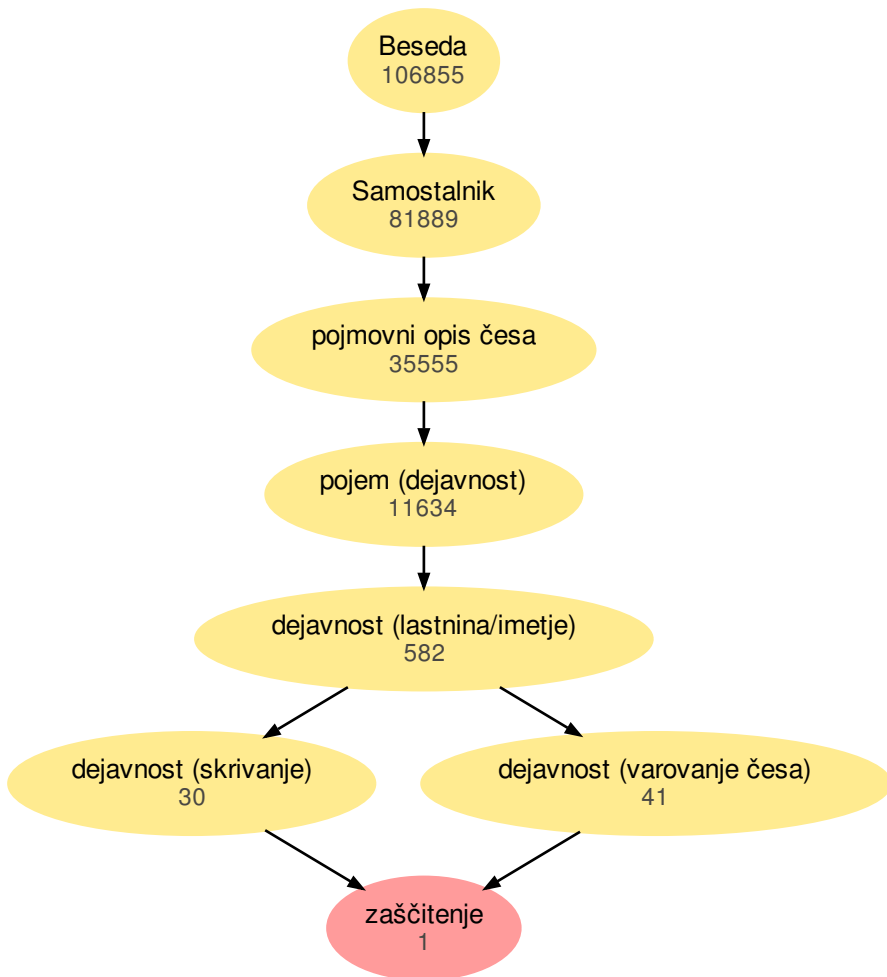 Beseda
106855
Samostalnik
81889
pojmovni opis česa
35555
pojem (dejavnost)
11634
dejavnost (lastnina/imetje)
582
dejavnost (skrivanje)
30
dejavnost (varovanje česa)
41
zaščitenje
1